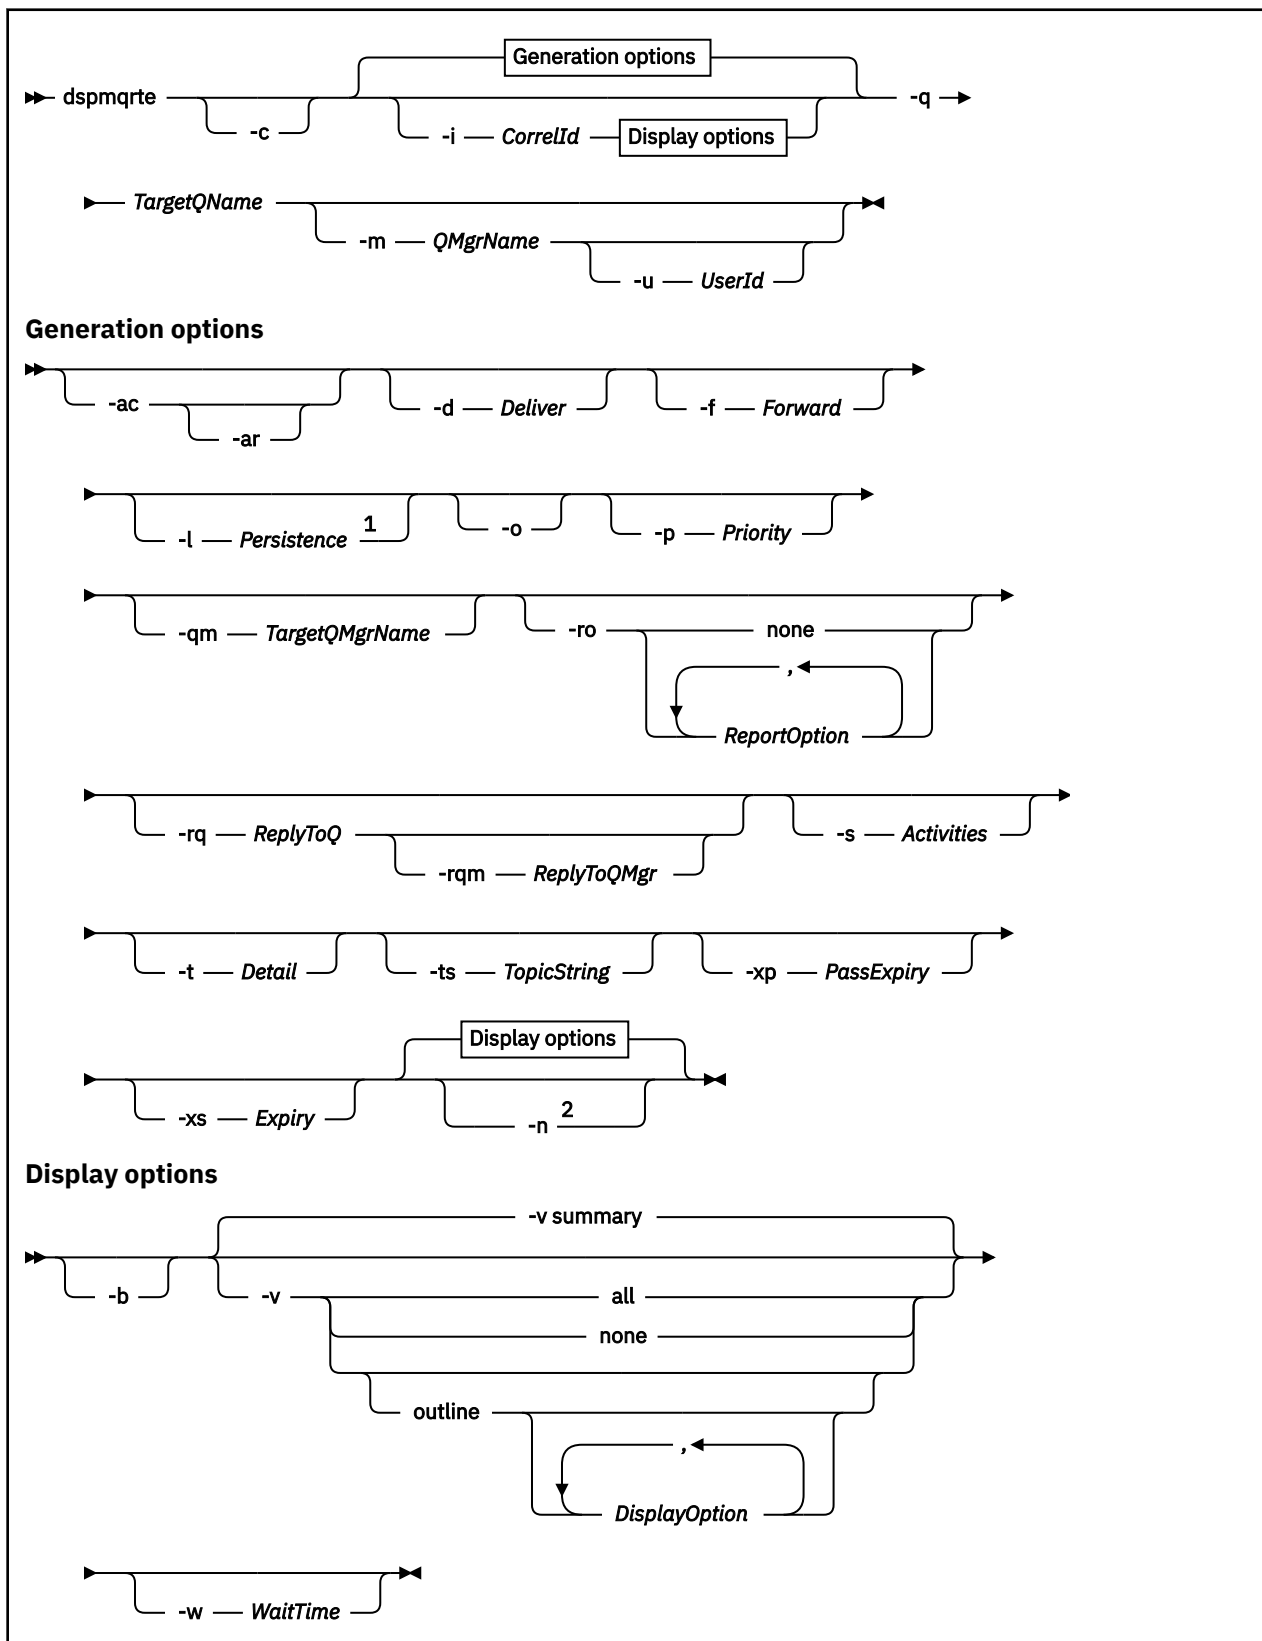 Generation options
dspmqrte -q
-c
-i CorrelId Display options
TargetQName
-m QMgrName
-u UserId
Generation options
-ac -d Deliver -f Forward
-ar
-l Persistence 1 -o -p Priority
-qm TargetQMgrName -ro none
,
ReportOption
-rq ReplyToQ -s Activities
-rqm ReplyToQMgr
-t Detail -ts TopicString -xp PassExpiry
Display options
-xs Expiry -n 2
Display options
-v summary
-b -v all
none
outline
,
DisplayOption
-w WaitTime